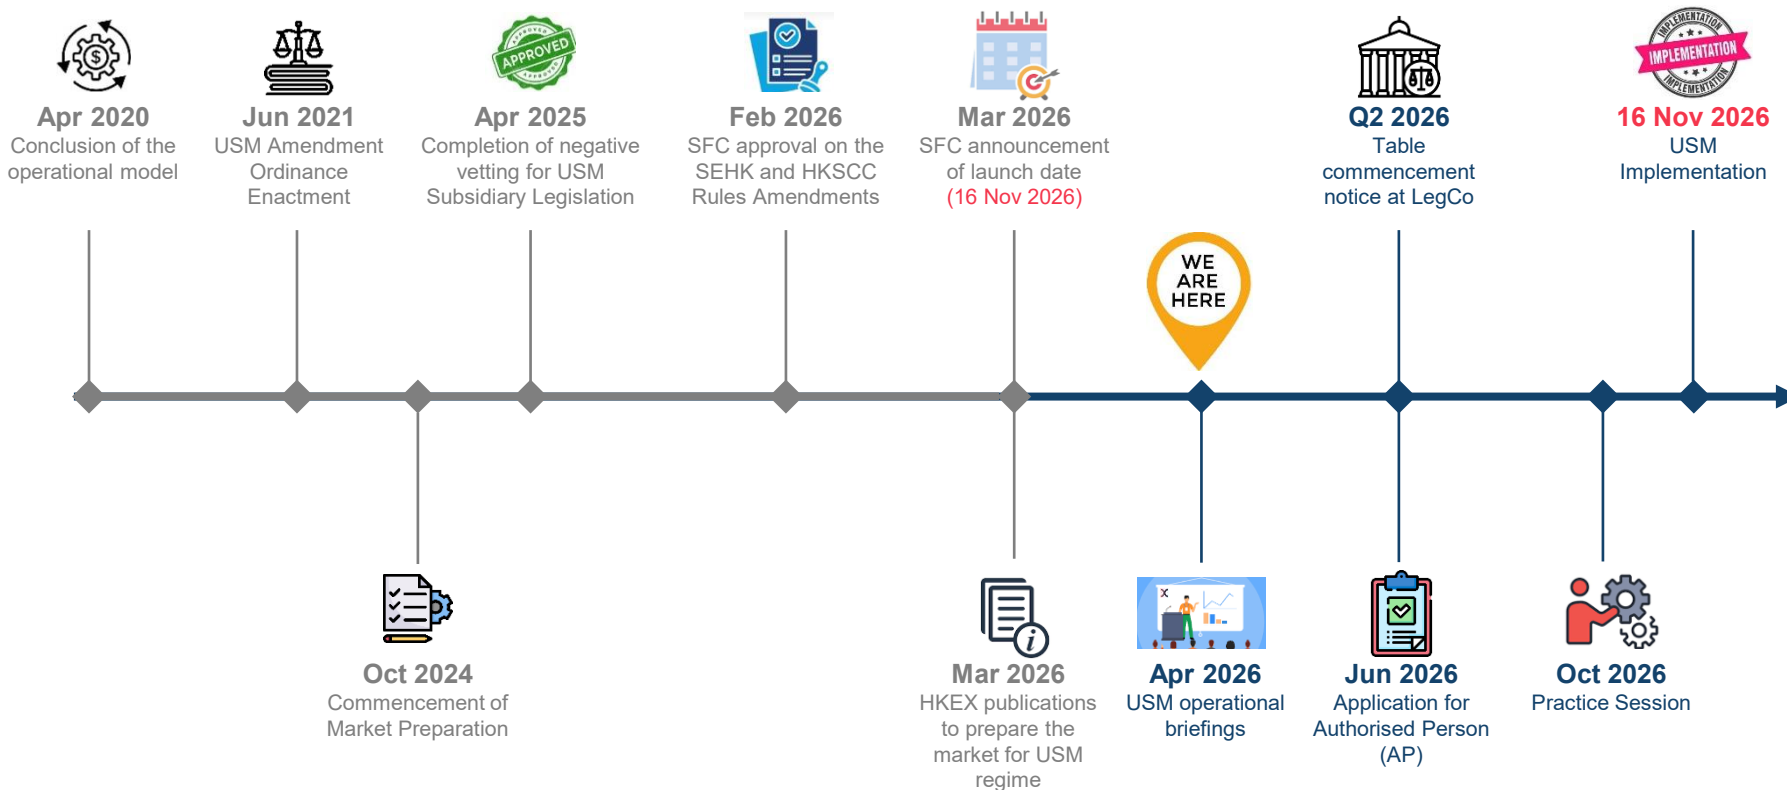 APPROVED
APPROVED
APPROVED
IMPLEMENTATION
IMPLEMENTATION
IMPLEMENTATION
Apr 2020
Conclusion of the
operational model
Jun 2021
USM Amendment
Ordinance
Enactment
Apr 2025
Completion of negative
vetting for USM
Subsidiary Legislation
Feb 2026
SFC approval on the
SEHK and HKSCC
Rules Amendments
Mar 2026
SFC announcement
of launch date
(16 Nov 2026)
Q2 2026
Table
commencement
notice at LegCo
16 Nov 2026
USM
Implementation
WE
ARE
HERE
Oct 2024
Commencement of
Market Preparation
Mar 2026
HKEX publications
to prepare the
market for USM
regime
Apr 2026
USM operational
briefings
Jun 2026
Application for
Authorised Person
(AP)
Oct 2026
Practice Session